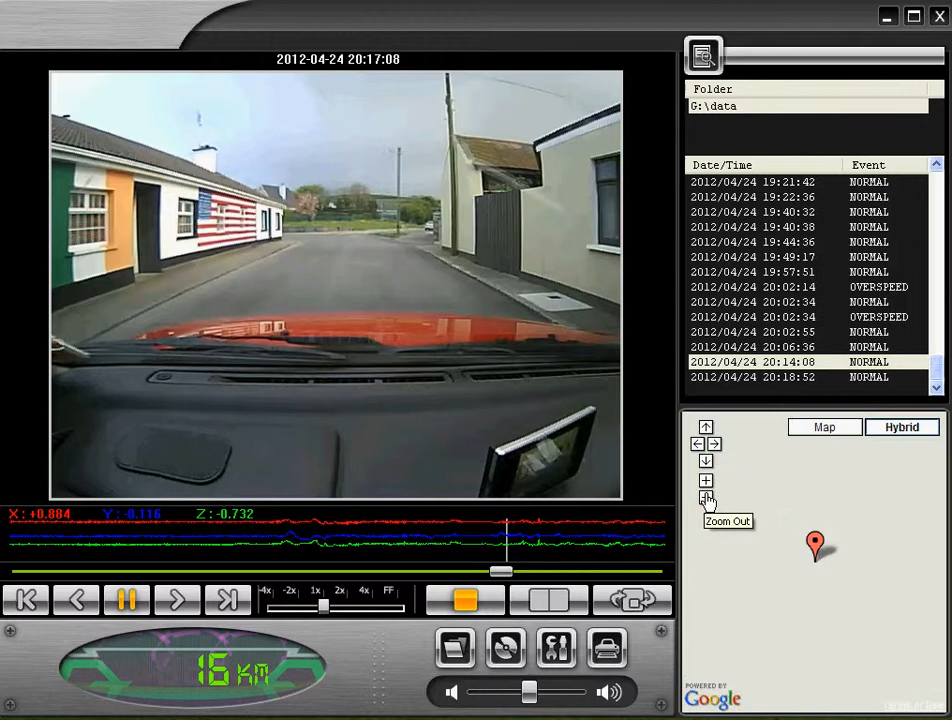 2012-04-24 20:17:08
Folder
G:\data
Date/Time Event
2012/04/24 19:21:42 NORMAL
2012/04/24 19:22:36 NORMAL
2012/04/24 19:40:32 NORMAL
2012/04/24 19:40:38 NORMAL
2012/04/24 19:44:36 NORMAL
2012/04/24 19:49:17 NORMAL
2012/04/24 19:57:51 NORMAL
2012/04/24 20:02:14 OVERSPEED
2012/04/24 20:02:34 NORMAL
2012/04/24 20:02:34 OVERSPEED
2012/04/24 20:02:55 NORMAL
2012/04/24 20:06:36 NORMAL
2012/04/24 20:14:08 NORMAL
2012/04/24 20:18:52 NORMAL
Map Hybrid
Zoom Out
X:+0.884 Y:-0.116 Z:-0.732
-4x -2x 1x 2x 4x FF
16 KM
POWERED BY
Google